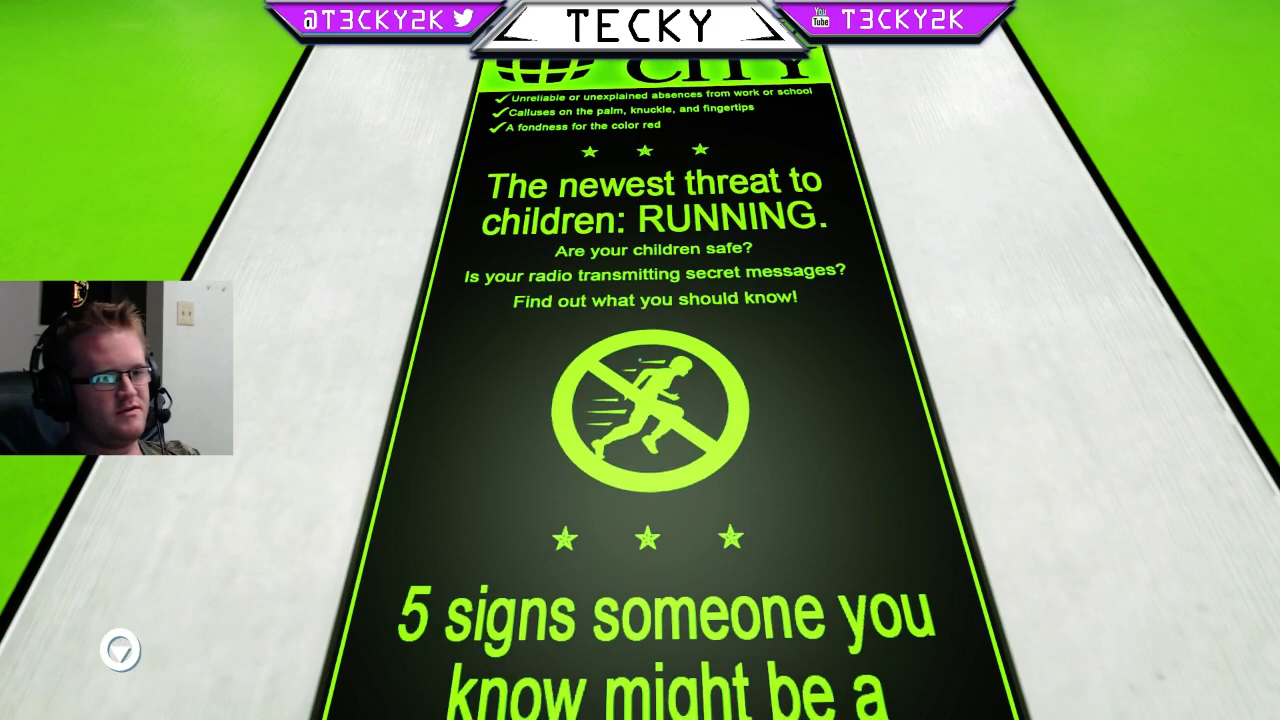 @T3CKY2K
TECKY
You
Tube
T3CKY2K
CITY
Unreliable or unexplained absences from work or school
Calluses on the palm, knuckle, and fingertips
A fondness for the color red
The newest threat to
children: RUNNING.
Are your children safe?
Is your radio transmitting secret messages?
Find out what you should know!
5 signs someone you
know might be a